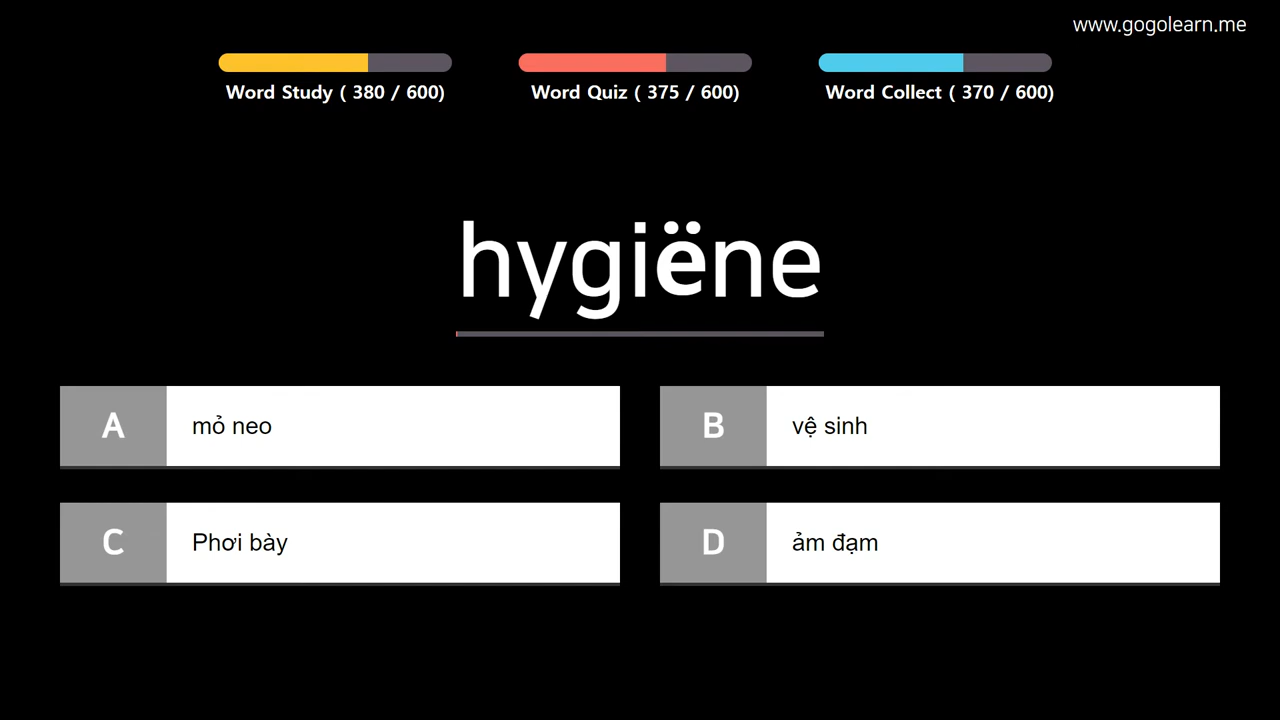 www.gogolearn.me
Word Study ( 380 / 600)
Word Quiz ( 375 / 600)
Word Collect ( 370 / 600)
hygiëne
A
mỏ neo
B
vệ sinh
C
Phơi bày
D
ảm đạm